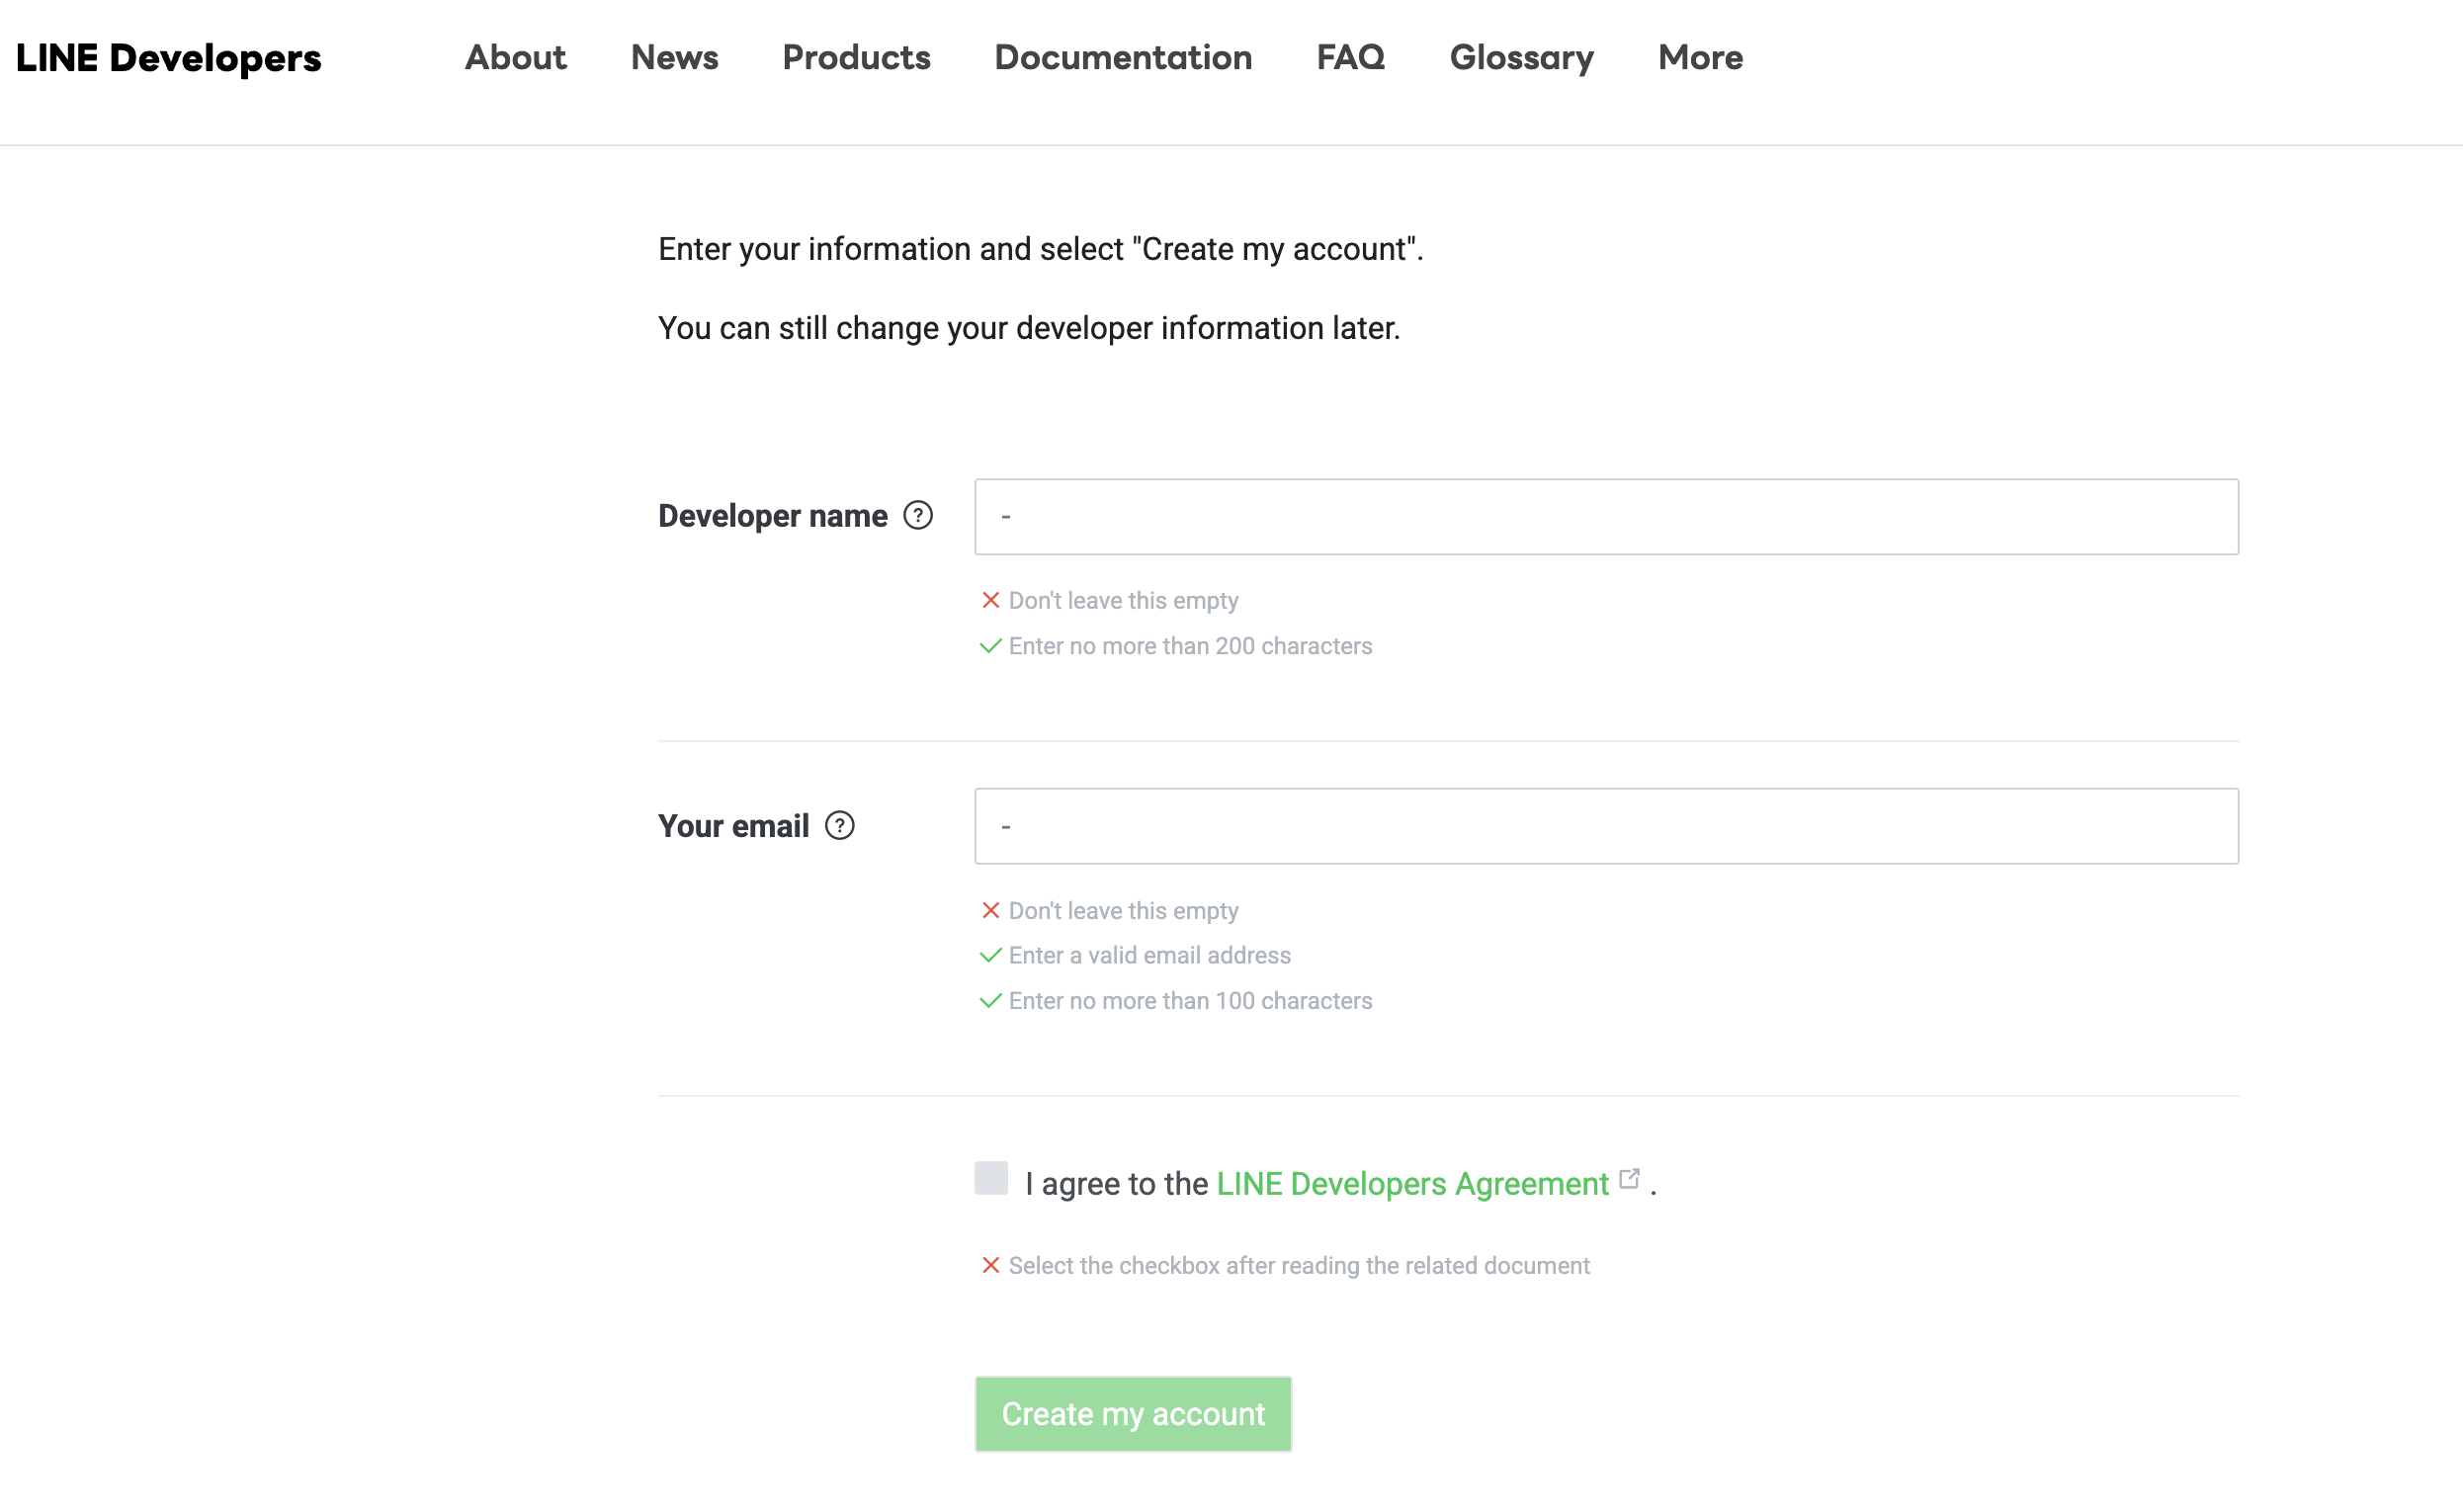 LINE Developers About News Products Documentation FAQ Glossary More
Enter your information and select "Create my account".
You can still change your developer information later.
Developer name ? -
Don't leave this empty
Enter no more than 200 characters
Your email ? -
Don't leave this empty
Enter a valid email address
Enter no more than 100 characters
I agree to the LINE Developers Agreement .
Select the checkbox after reading the related document
Create my account